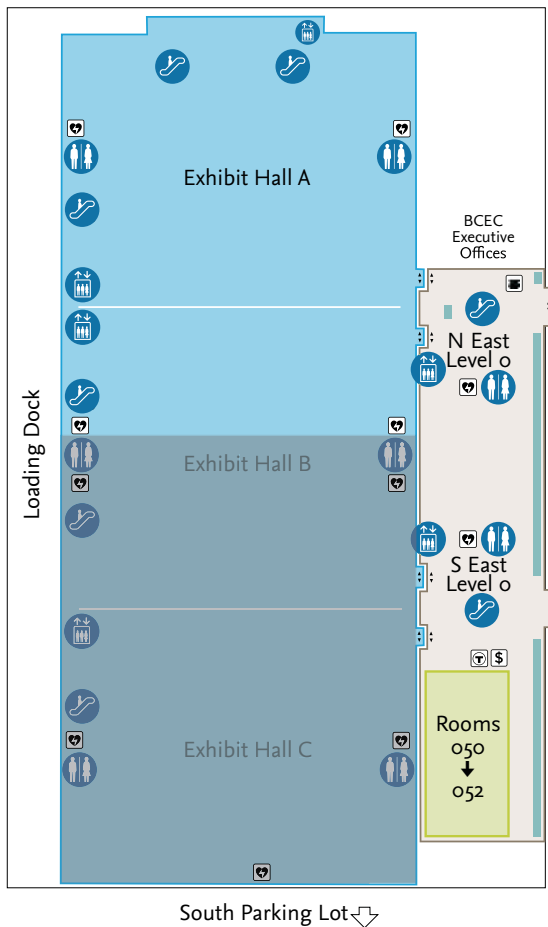 Exhibit Hall A
BCEC
Executive
Offices
N East
Level 0
Loading Dock
Exhibit Hall B
S East
Level 0
T $
Rooms
050
052
Exhibit Hall C
South Parking Lot